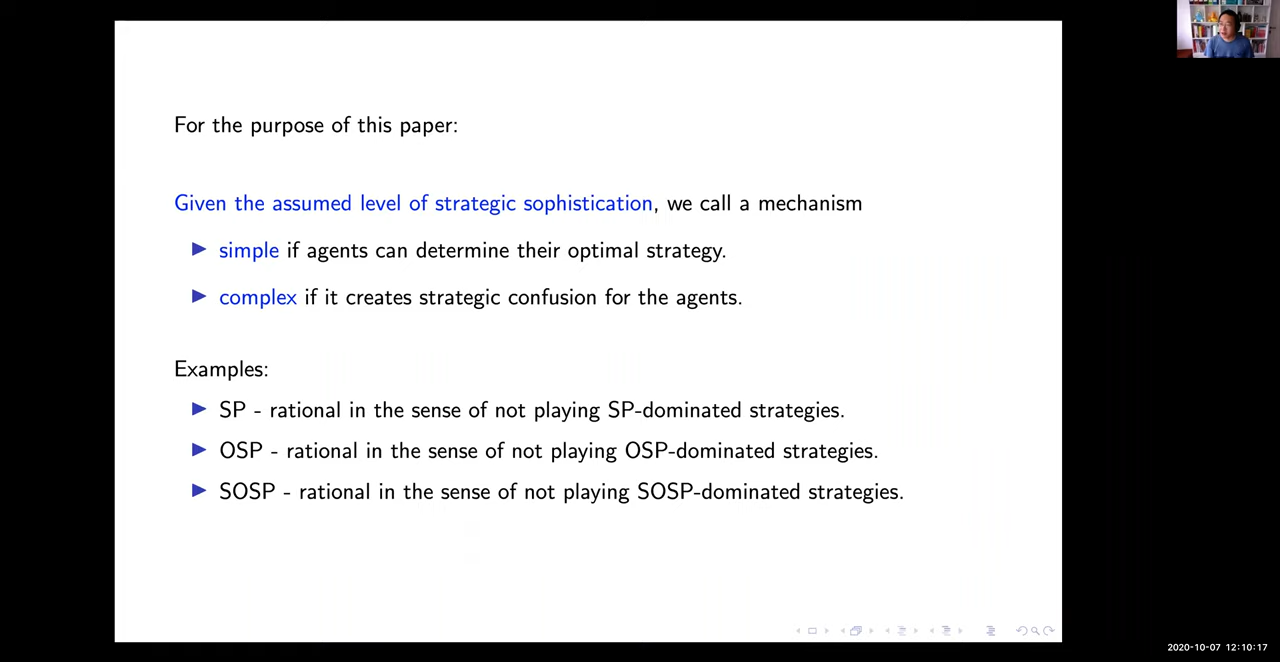 For the purpose of this paper:
Given the assumed level of strategic sophistication, we call a mechanism
simple if agents can determine their optimal strategy.
complex if it creates strategic confusion for the agents.
Examples:
SP - rational in the sense of not playing SP-dominated strategies.
OSP - rational in the sense of not playing OSP-dominated strategies.
SOSP - rational in the sense of not playing SOSP-dominated strategies.
2020-10-07 12:10:17